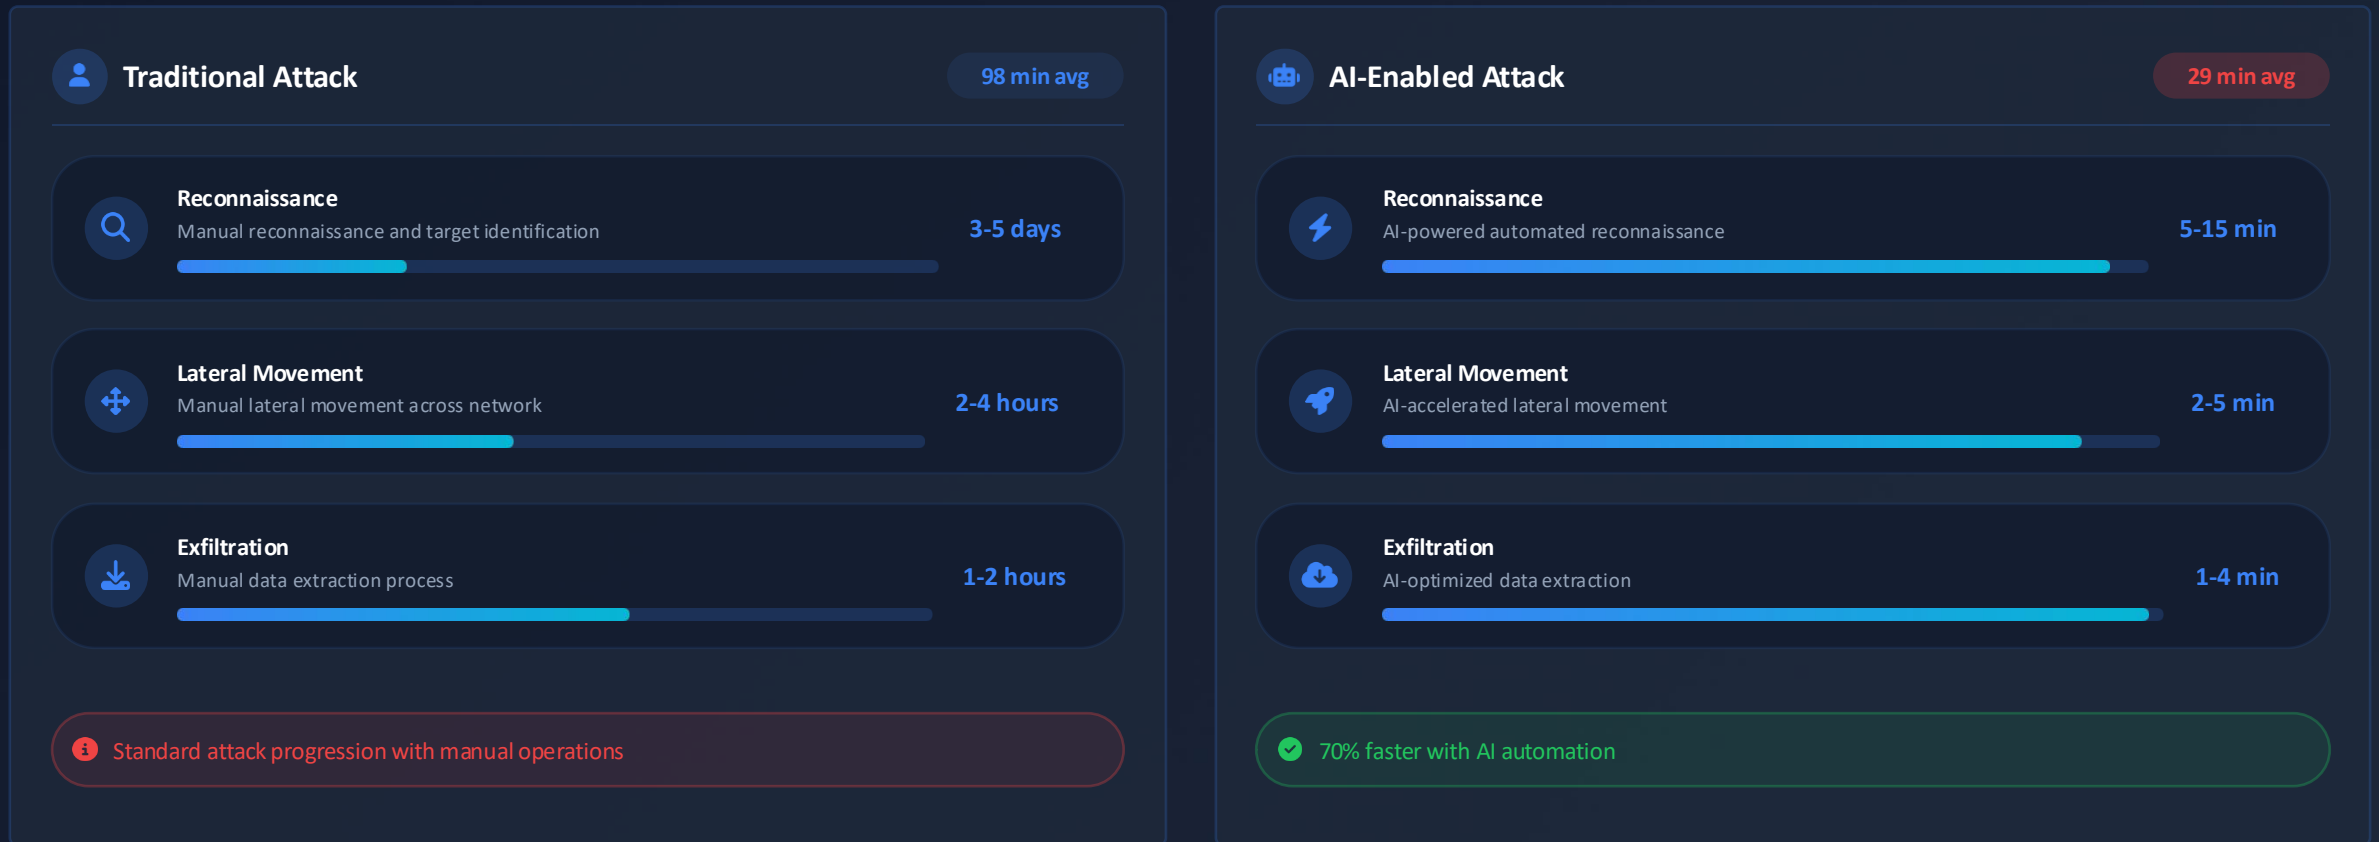 Traditional Attack
98 min avg
Reconnaissance
Manual reconnaissance and target identification
3-5 days
Lateral Movement
Manual lateral movement across network
2-4 hours
Exfiltration
Manual data extraction process
1-2 hours
Standard attack progression with manual operations
AI-Enabled Attack
29 min avg
Reconnaissance
AI-powered automated reconnaissance
5-15 min
Lateral Movement
AI-accelerated lateral movement
2-5 min
Exfiltration
AI-optimized data extraction
1-4 min
70% faster with AI automation